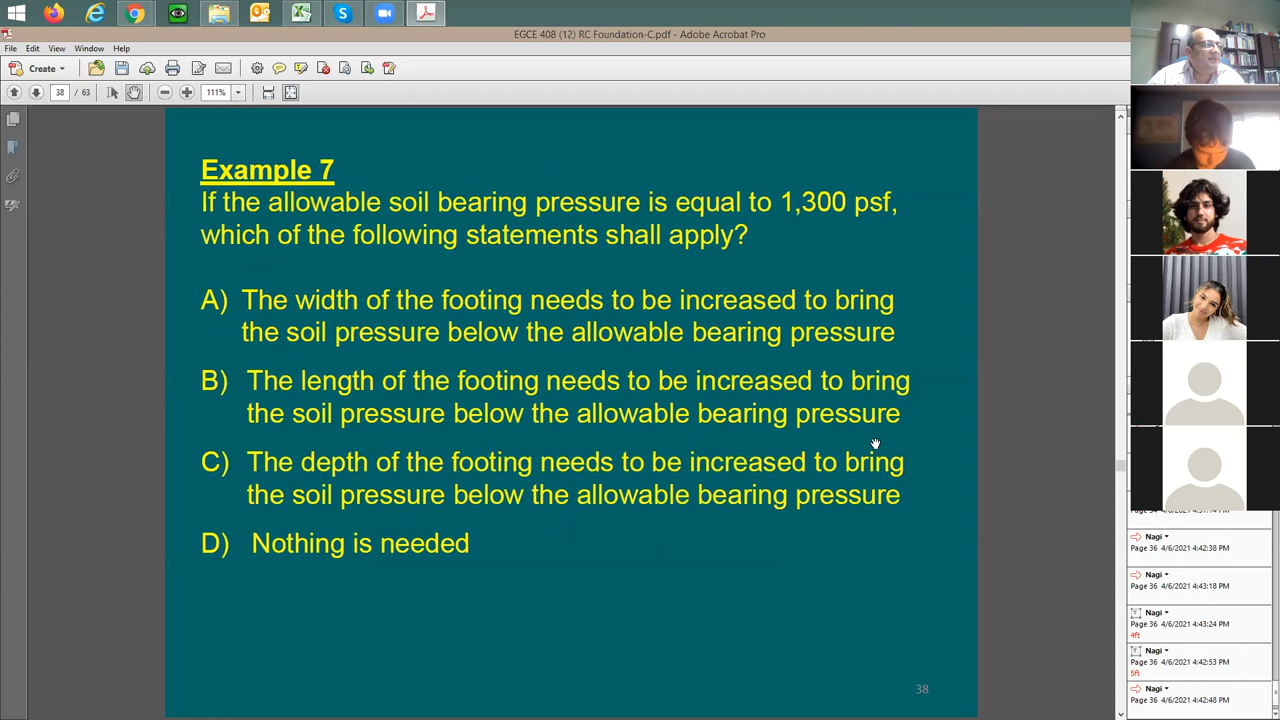 EGCE 408 (12) RC Foundation-C.pdf - Adobe Acrobat Pro
File Edit View Window Help
Create
38 / 63 111%
Example 7
If the allowable soil bearing pressure is equal to 1,300 psf,
which of the following statements shall apply?
A) The width of the footing needs to be increased to bring
the soil pressure below the allowable bearing pressure
B) The length of the footing needs to be increased to bring
the soil pressure below the allowable bearing pressure
C) The depth of the footing needs to be increased to bring
the soil pressure below the allowable bearing pressure
D) Nothing is needed
38
Nagi
Page 36 4/6/2021 4:42:38 PM
Nagi
Page 36 4/6/2021 4:43:18 PM
Nagi
Page 36 4/6/2021 4:43:24 PM
4ft
Nagi
Page 36 4/6/2021 4:42:53 PM
5ft
Nagi
Page 36 4/6/2021 4:42:48 PM